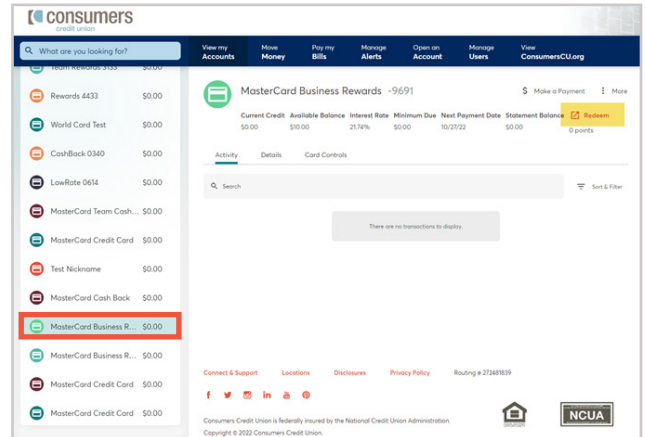 consumers
credit union
What are you looking for?
View my Accounts
Move Money
Pay my Bills
Manage Alerts
Open an Account
Manage Users
View ConsumersCU.org
Team Rewards 3133 $0.00
Rewards 4433 $0.00
World Card Test $0.00
CashBack 0340 $0.00
LowRate 0614 $0.00
MasterCard Team Cash... $0.00
MasterCard Credit Card $0.00
Test Nickname $0.00
MasterCard Cash Back $0.00
MasterCard Business R... $0.00
MasterCard Business R... $0.00
MasterCard Credit Card $0.00
MasterCard Credit Card $0.00
MasterCard Business Rewards -9691
$ Make a Payment
More
Current Credit Available Balance Interest Rate Minimum Due Next Payment Date Statement Balance
$0.00 $10.00 21.74% $0.00 10/27/22 $0.00
Redeem
0 points
Activity Details Card Controls
Search
Sort & Filter
There are no transactions to display.
Connect & Support Locations Disclosures Privacy Policy Routing # 272481839
Consumers Credit Union is federally insured by the National Credit Union Administration.
Copyright © 2022 Consumers Credit Union.
NCUA